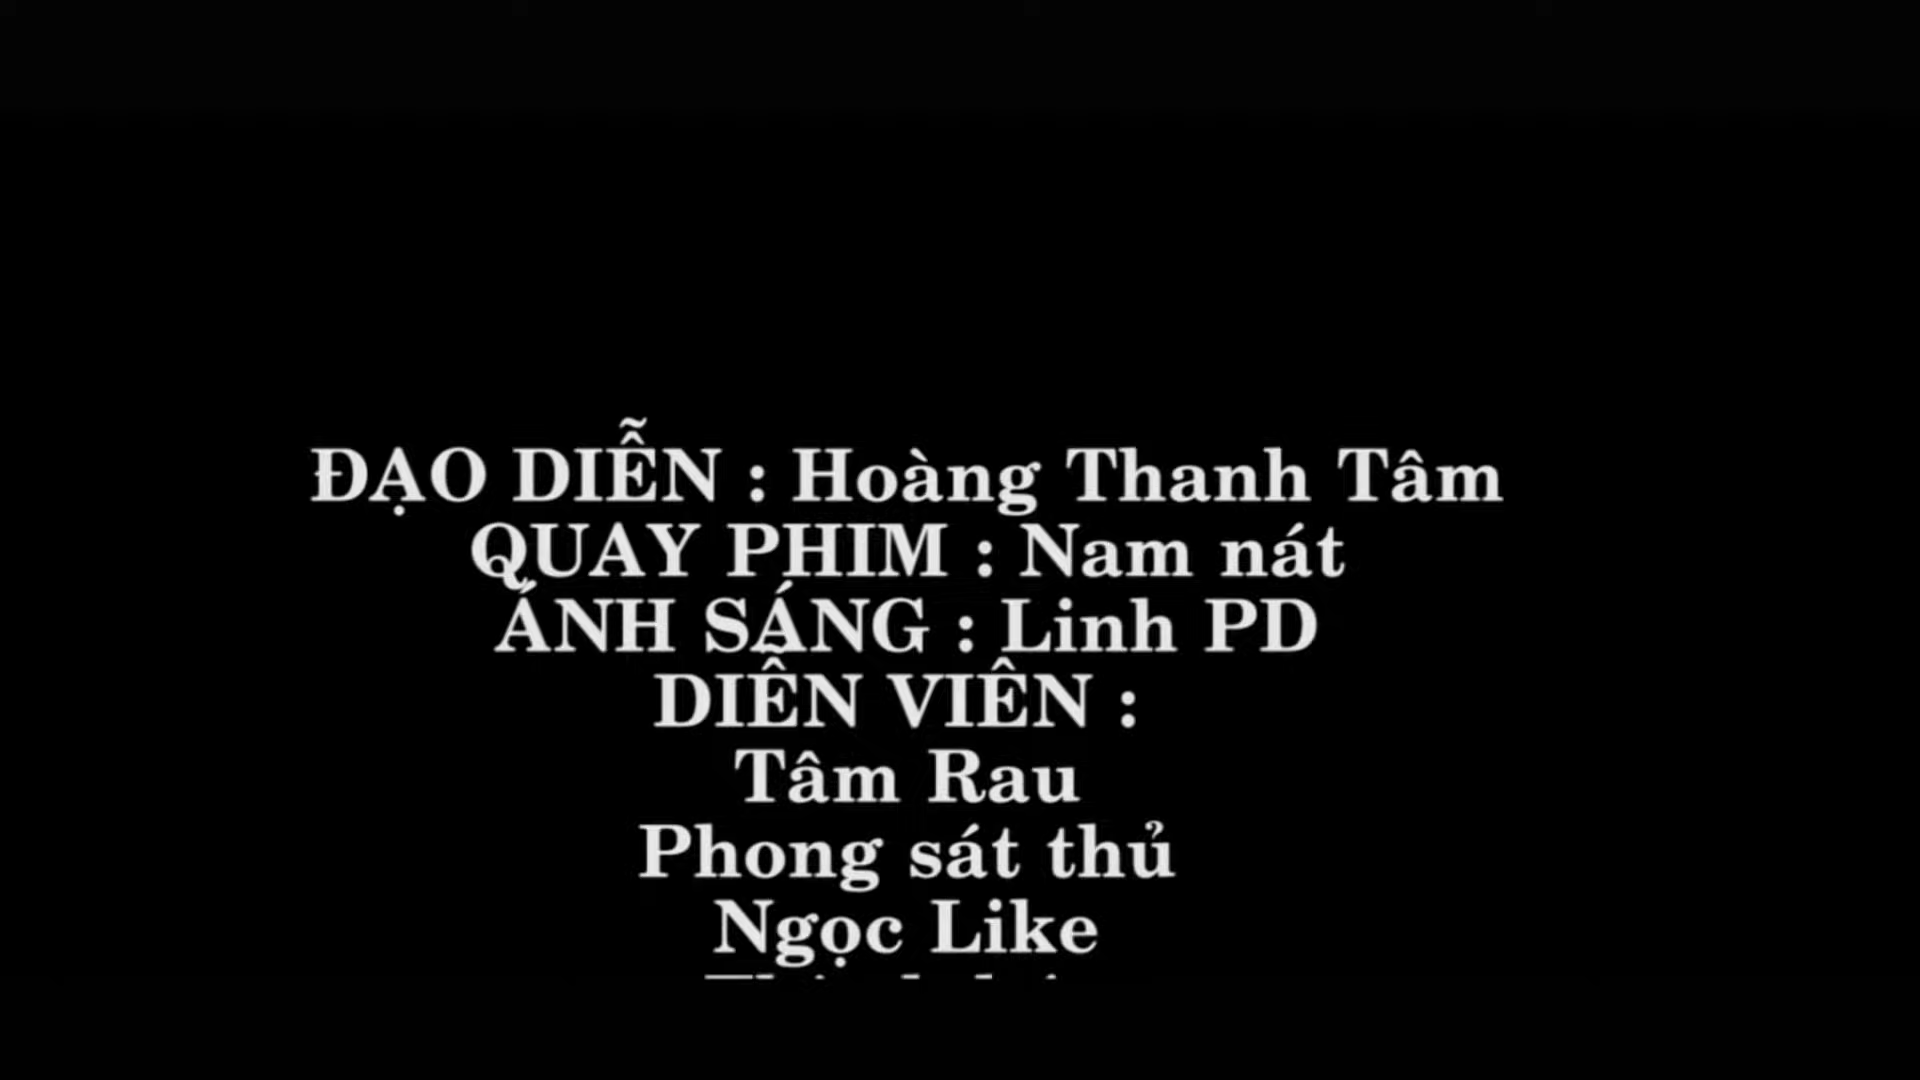 ĐẠO DIỄN : Hoàng Thanh Tâm
QUAY PHIM : Nam nát
ÁNH SÁNG : Linh PD
DIỄN VIÊN :
Tâm Rau
Phong sát thủ
Ngọc Like